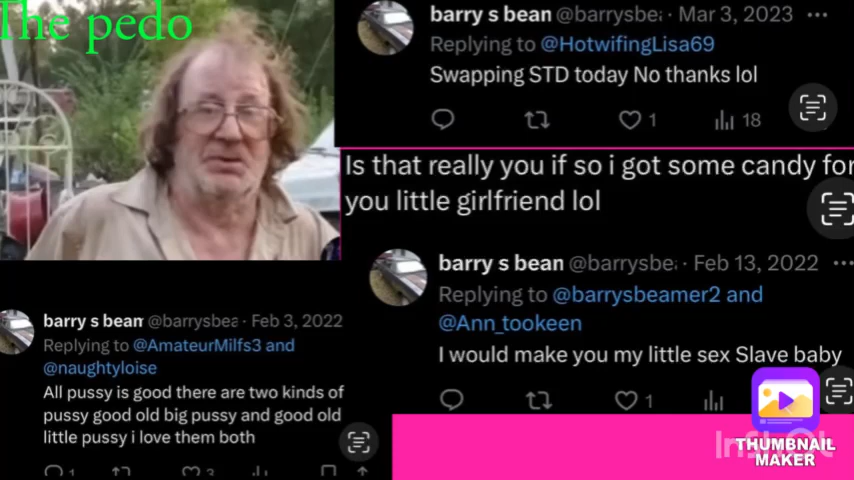 The pedo
barry s bean @barrysbe · Mar 3, 2023
Replying to @HotwifingLisa69
Swapping STD today No thanks lol
1
18
Is that really you if so i got some candy for
you little girlfriend lol
barry s bean @barrysbe · Feb 13, 2022
Replying to @barrysbeamer2 and
@Ann_tookeen
I would make you my little sex Slave baby
1
barry s bean @barrysbea · Feb 3, 2022
Replying to @AmateurMilfs3 and
@naughtyloise
All pussy is good there are two kinds of
pussy good old big pussy and good old
little pussy i love them both
1
3
THUMBNAIL
MAKER